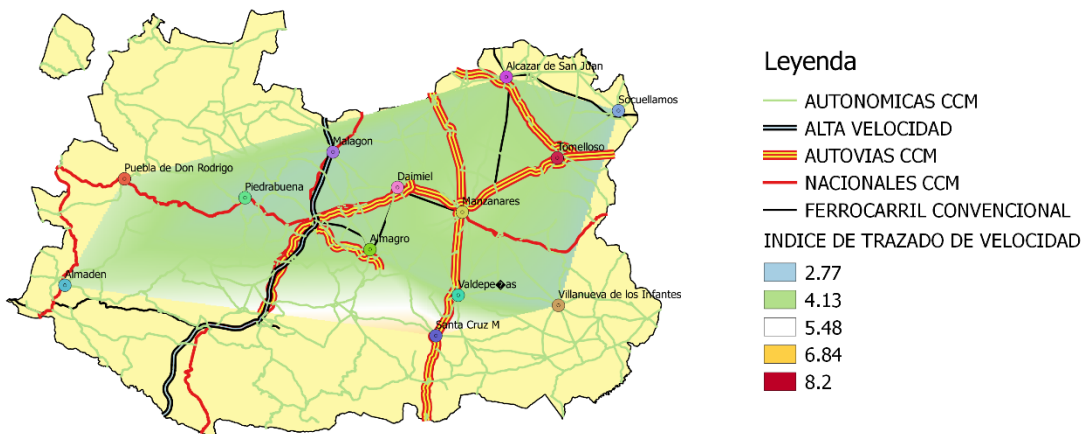 Alcazar de San Juan
Socuellamos
Malagon
Tomelloso
Puebla de Don Rodrigo
Daimiel
Piedrabuena
Manzanares
Almagro
Almaden
Valdepe�as
Villanueva de los Infantes
Santa Cruz M
Leyenda
AUTONOMICAS CCM
ALTA VELOCIDAD
AUTOVIAS CCM
NACIONALES CCM
FERROCARRIL CONVENCIONAL
INDICE DE TRAZADO DE VELOCIDAD
2.77
4.13
5.48
6.84
8.2